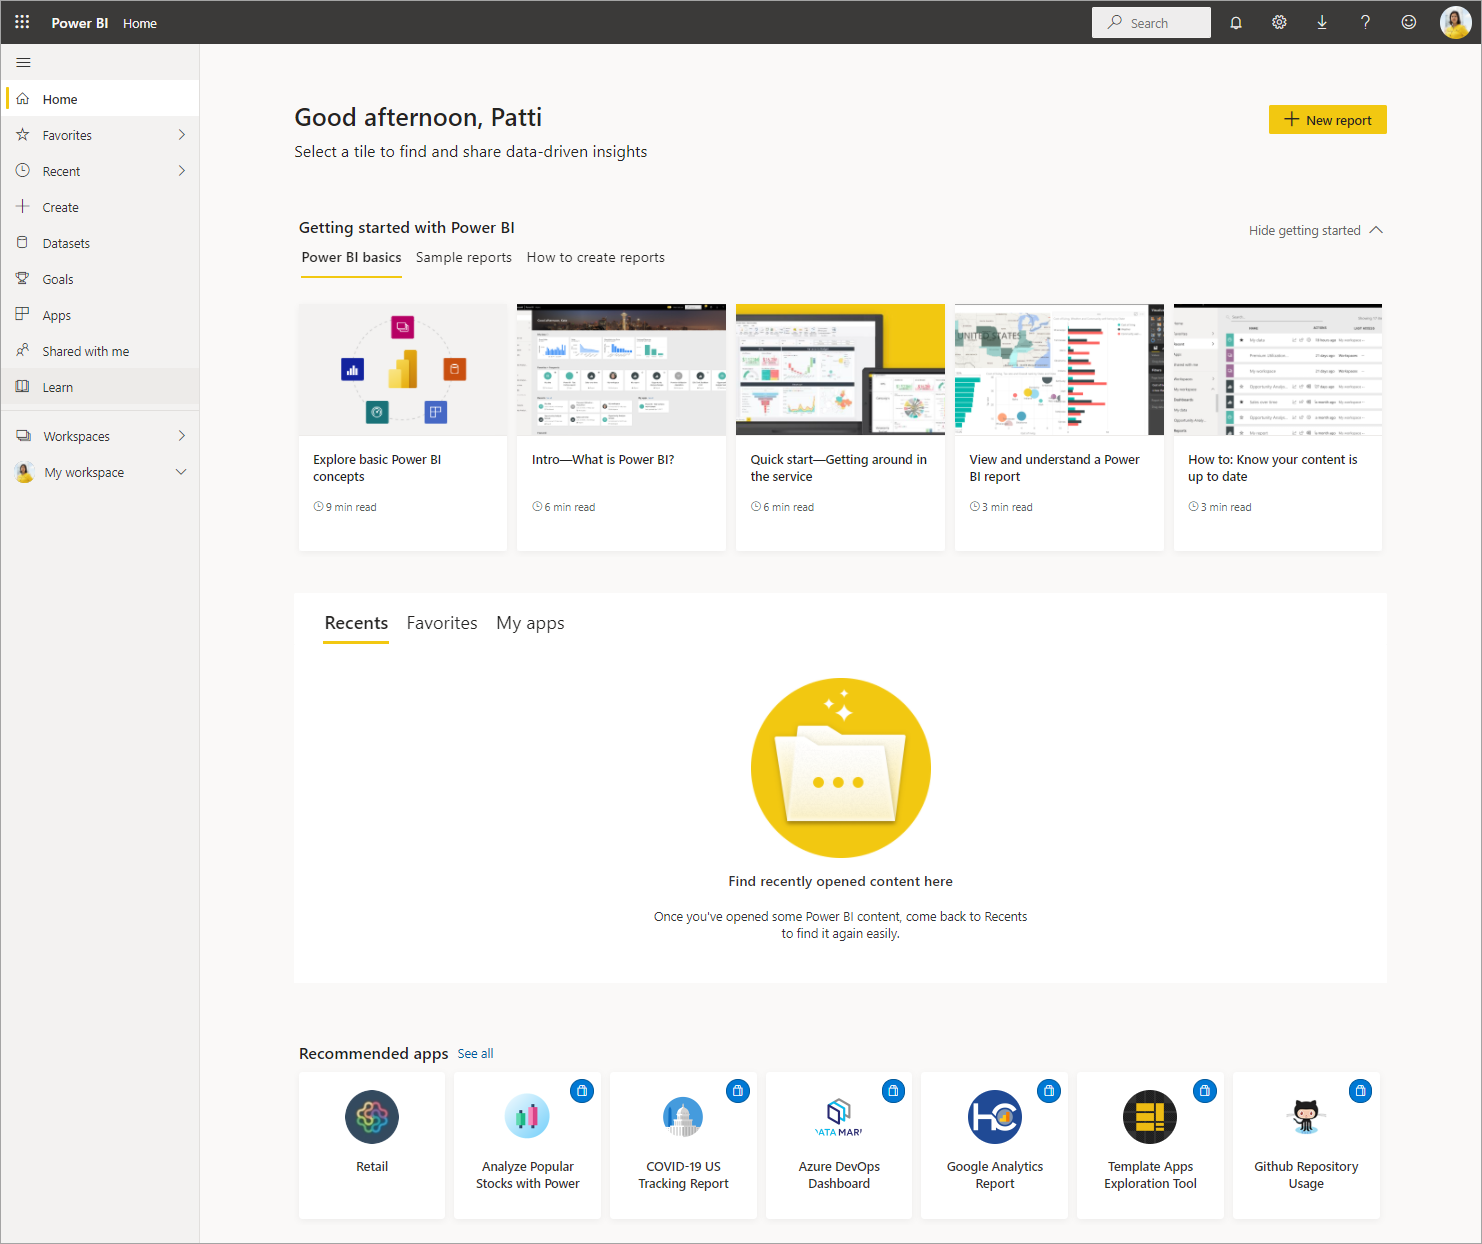 Power BI Home
Search
Home
Favorites
Recent
Create
Datasets
Goals
Apps
Shared with me
Learn
Workspaces
My workspace
Good afternoon, Patti
New report
Select a tile to find and share data-driven insights
Getting started with Power BI
Hide getting started
Power BI basics Sample reports How to create reports
UNITED STATES
Explore basic Power BI
concepts
9 min read
Intro—What is Power BI?
6 min read
Quick start—Getting around in
the service
6 min read
View and understand a Power
BI report
3 min read
How to: Know your content is
up to date
3 min read
Recents Favorites My apps
Find recently opened content here
Once you've opened some Power BI content, come back to Recents
to find it again easily.
Recommended apps See all
Retail
Analyze Popular
Stocks with Power
COVID-19 US
Tracking Report
ATA MAR
Azure DevOps
Dashboard
HC
Google Analytics
Report
Template Apps
Exploration Tool
Github Repository
Usage